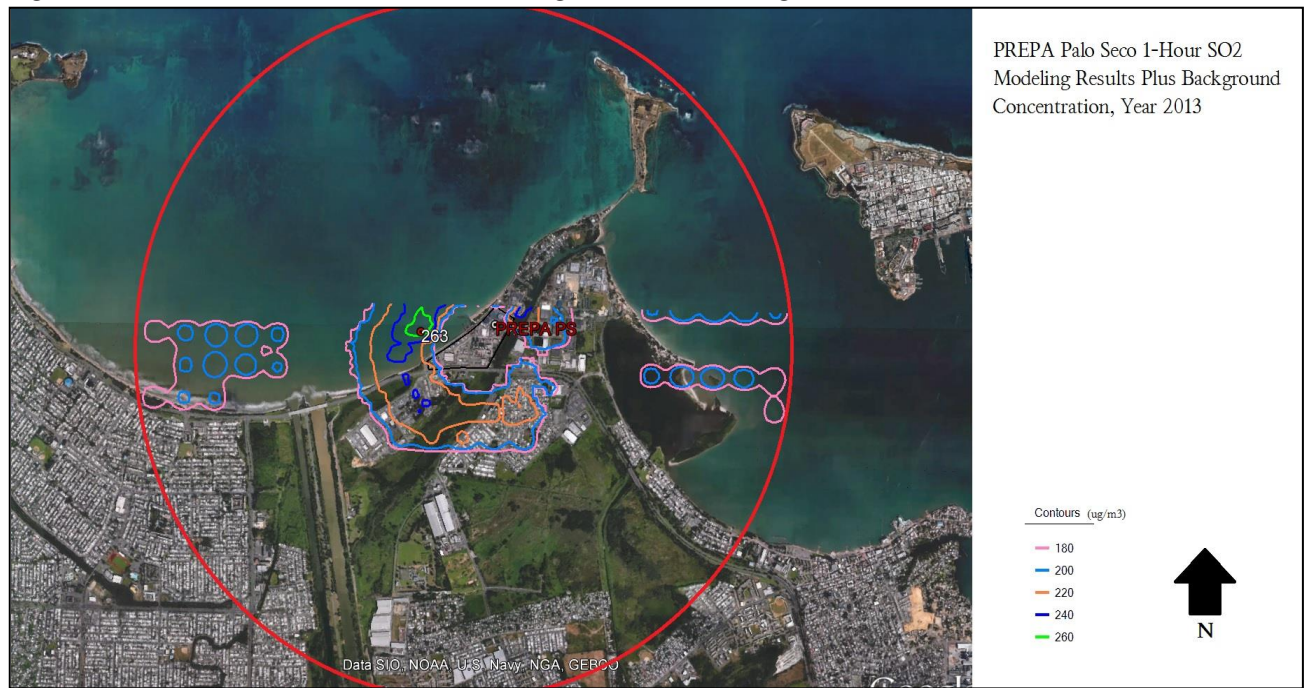 PREPA Palo Seco 1-Hour SO2
Modeling Results Plus Background
Concentration, Year 2013
263
PREPA PS
Contours (ug/m3)
180
200
220
240
260
N
Data SIO, NOAA, U.S. Navy, NGA, GEBCO